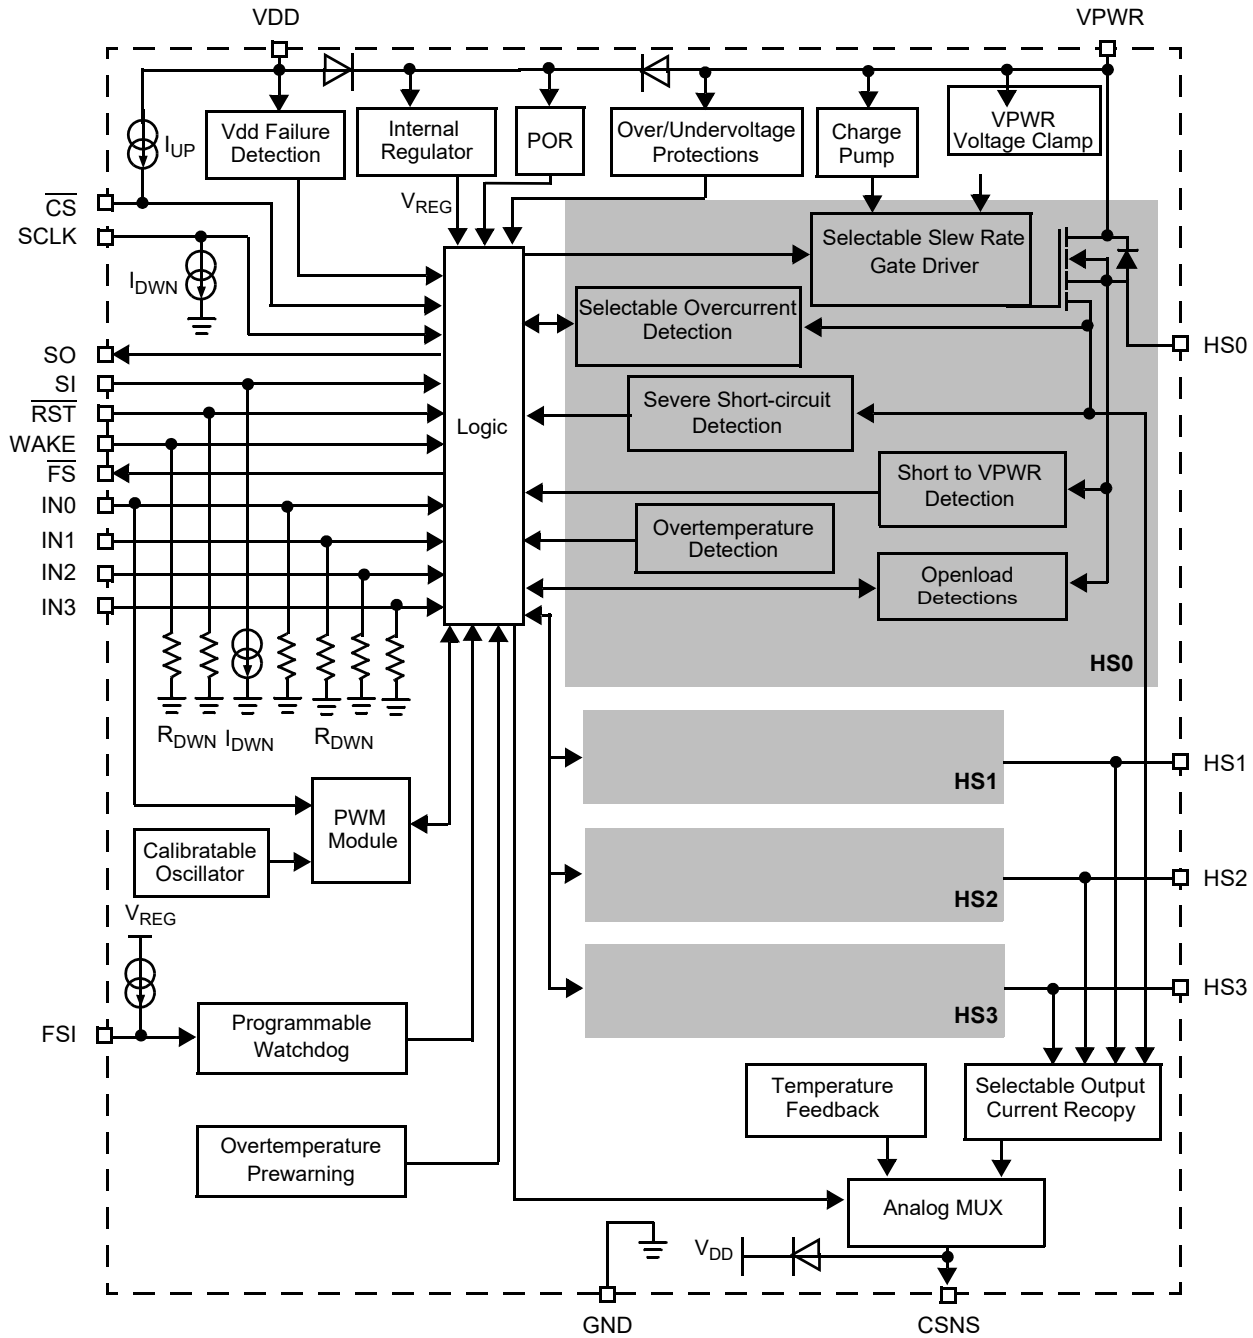 VDD
VPWR
Vdd Failure
Detection
Internal
Regulator
POR
Over/Undervoltage
Protections
Charge
Pump
VPWR
Voltage Clamp
IUP
VREG
CS
SCLK
IDWN
SO
SI
RST
WAKE
FS
IN0
IN1
IN2
IN3
Logic
Selectable Slew Rate
Gate Driver
Selectable Overcurrent
Detection
Severe Short-circuit
Detection
Short to VPWR
Detection
Overtemperature
Detection
Openload
Detections
HS0
HS0
RDWN
IDWN
RDWN
HS1
HS1
PWM
Module
Calibratable
Oscillator
HS2
HS2
VREG
HS3
HS3
FSI
Programmable
Watchdog
Temperature
Feedback
Selectable Output
Current Recopy
Overtemperature
Prewarning
Analog MUX
VDD
GND
CSNS